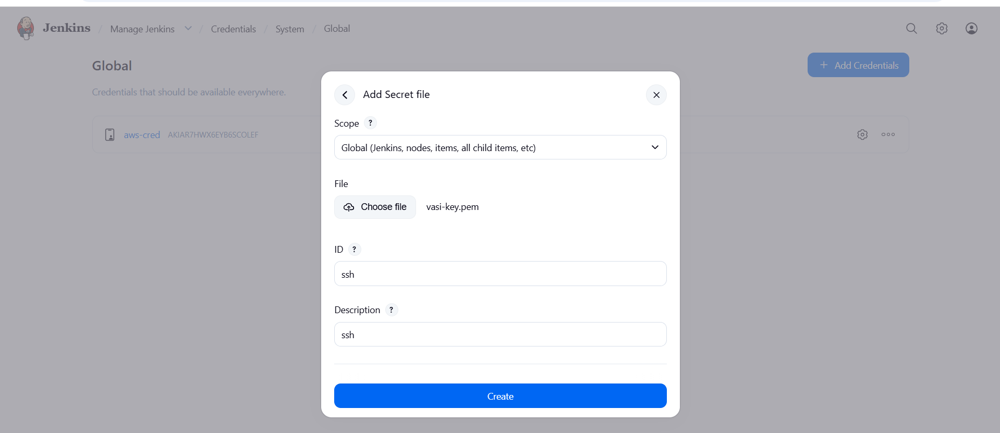 Jenkins / Manage Jenkins / Credentials / System / Global
Global
+ Add Credentials
Credentials that should be available everywhere.
aws-cred AKIAR7HWX6EYB6SCOLEF
Add Secret file
Scope ?
Global (Jenkins, nodes, items, all child items, etc)
File
Choose file vasi-key.pem
ID ?
ssh
Description ?
ssh
Create